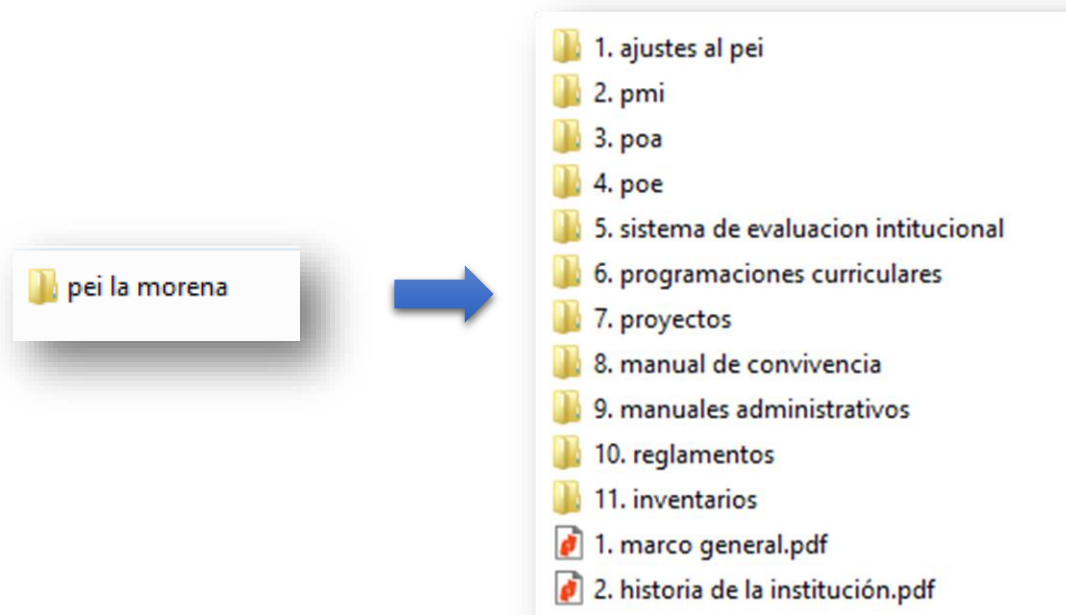 pei la morena
1. ajustes al pei
2. pmi
3. poa
4. poe
5. sistema de evaluacion intitucional
6. programaciones curriculares
7. proyectos
8. manual de convivencia
9. manuales administrativos
10. reglamentos
11. inventarios
1. marco general.pdf
2. historia de la institución.pdf